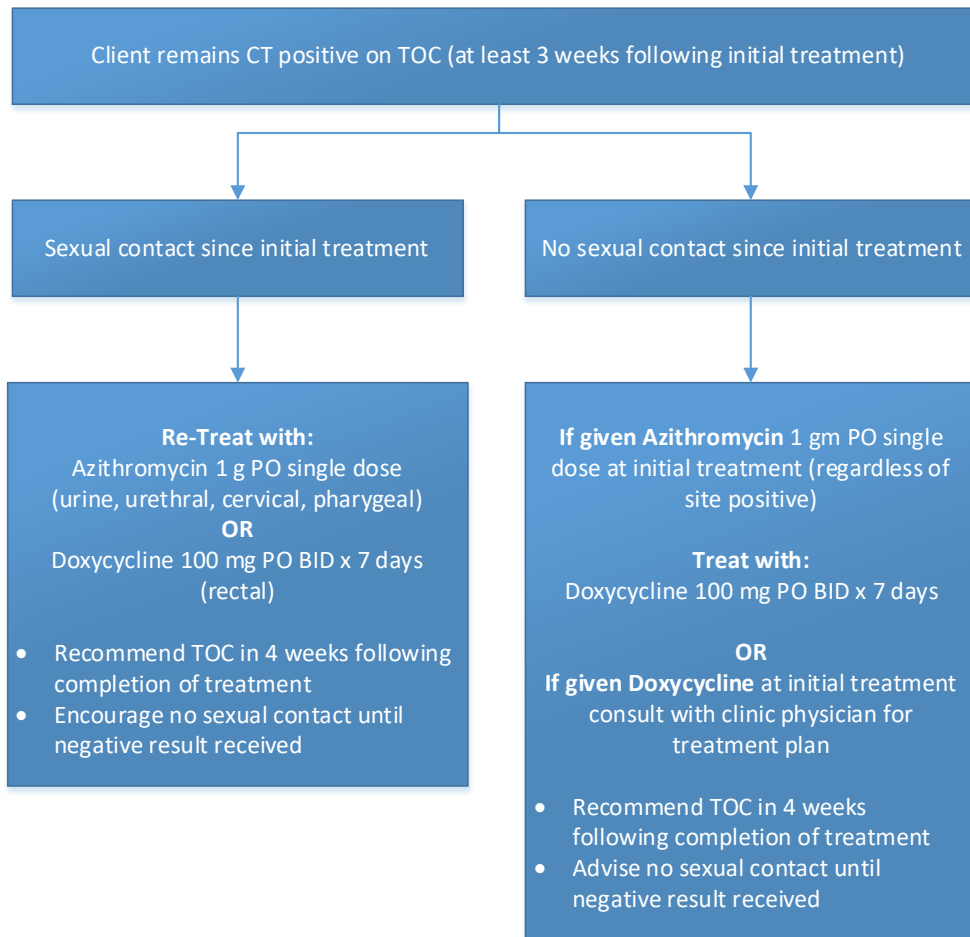 Client remains CT positive on TOC (at least 3 weeks following initial treatment)
Sexual contact since initial treatment
No sexual contact since initial treatment
Re-Treat with:
Azithromycin 1 g PO single dose
(urine, urethral, cervical, pharygeal)
OR
Doxycycline 100 mg PO BID x 7 days
(rectal)
• Recommend TOC in 4 weeks following
completion of treatment
• Encourage no sexual contact until
negative result received
If given Azithromycin 1 gm PO single
dose at initial treatment (regardless of
site positive)
Treat with:
Doxycycline 100 mg PO BID x 7 days
OR
If given Doxycycline at initial treatment
consult with clinic physician for
treatment plan
• Recommend TOC in 4 weeks
following completion of treatment
• Advise no sexual contact until
negative result received